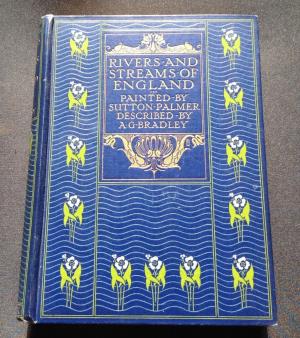 RIVERS·AND
STREAMS·OF
ENGLAND
PAINTED·BY
SUTTON·PALMER
DESCRIBED·BY
A·G·BRADLEY